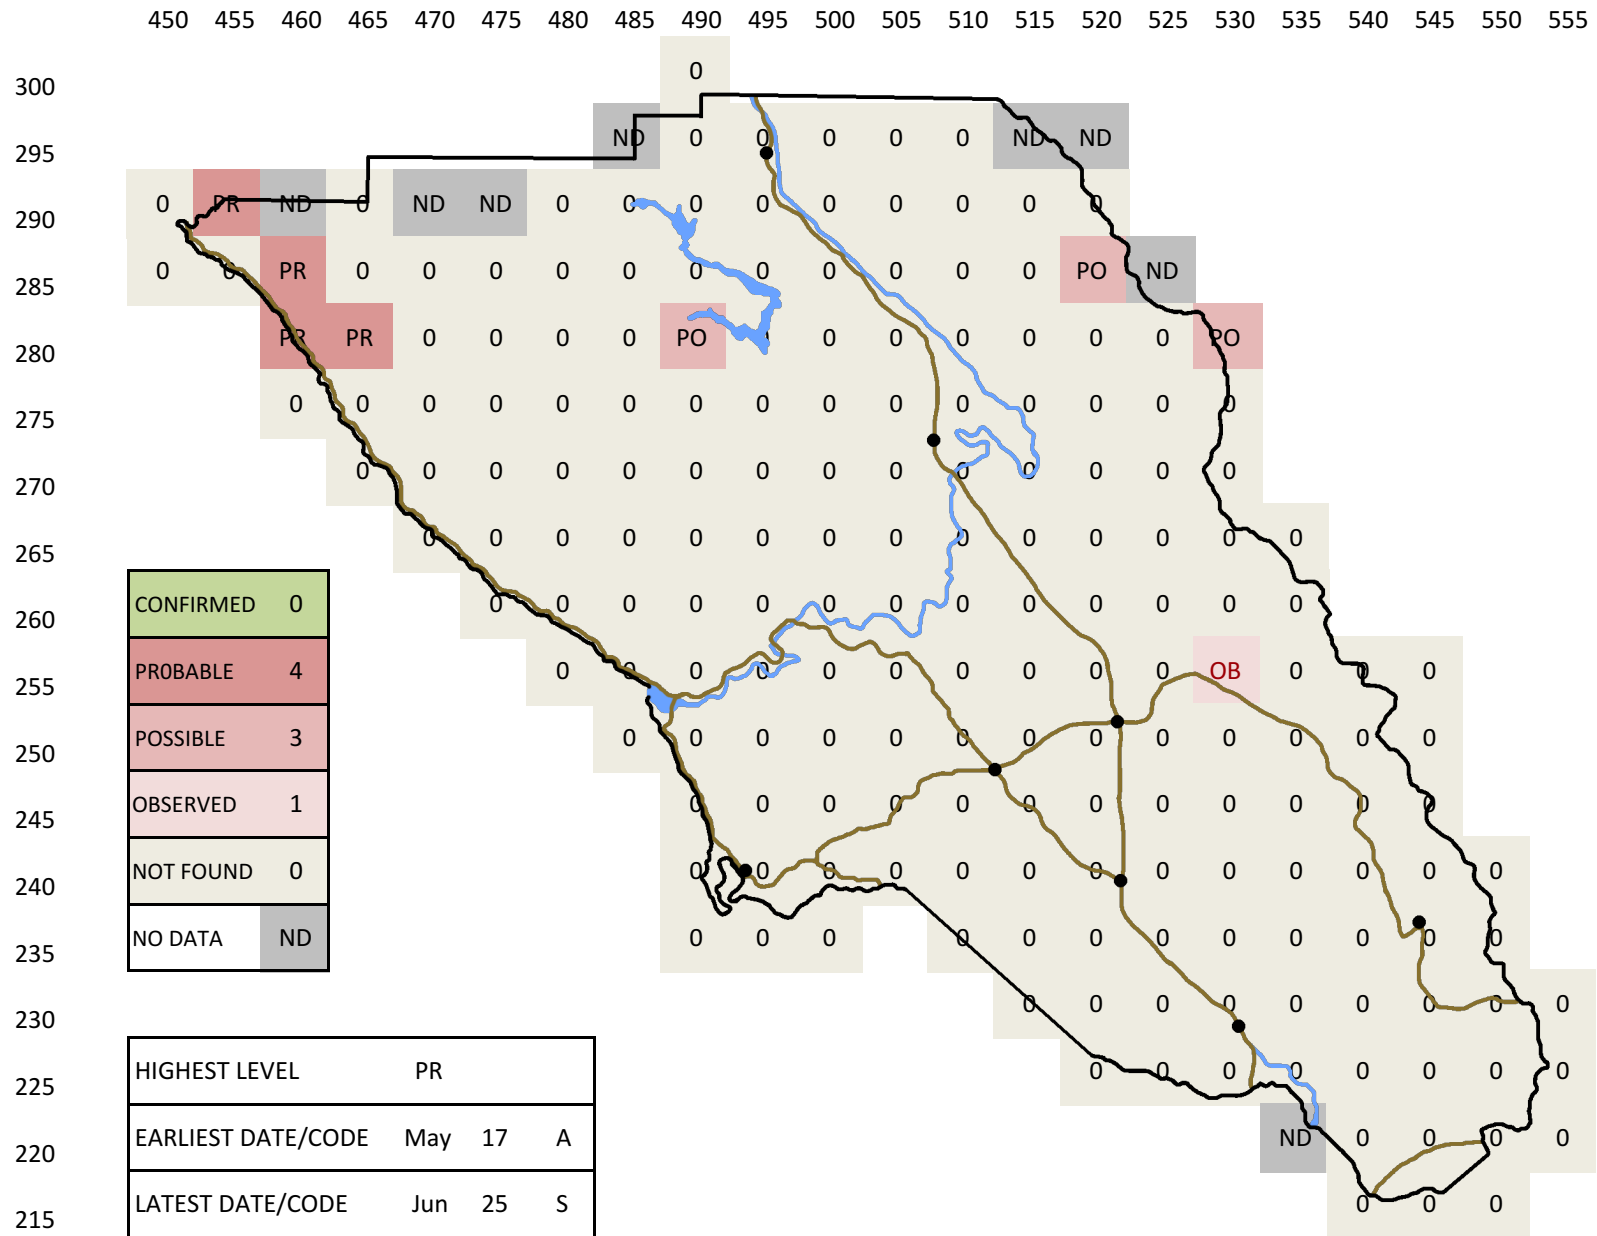 450 455 460 465 470 475 480 485 490 495 500 505 510 515 520 525 530 535 540 545 550 555
300 0
295 ND 0 0 0 0 0 ND ND
290 0 PR ND 0 ND ND 0 0 0 0 0 0 0 0 0
285 0 0 PR 0 0 0 0 0 0 0 0 0 0 0 PO ND
280 PR PR 0 0 0 0 PO 0 0 0 0 0 0 0 PO
275 0 0 0 0 0 0 0 0 0 0 0 0 0 0 0
270 0 0 0 0 0 0 0 0 0 0 0 0 0 0
265 0 0 0 0 0 0 0 0 0 0 0 0 0 0
260 CONFIRMED 0 0 0 0 0 0 0 0 0 0 0 0 0 0
255 PR0BABLE 4 0 0 0 0 0 0 0 0 0 0 OB 0 0 0
250 POSSIBLE 3 0 0 0 0 0 0 0 0 0 0 0 0 0
245 OBSERVED 1 0 0 0 0 0 0 0 0 0 0 0 0
240 NOT FOUND 0 0 0 0 0 0 0 0 0 0 0 0 0 0
235 NO DATA ND 0 0 0 0 0 0 0 0 0 0 0 0
230 0 0 0 0 0 0 0 0 0
225 HIGHEST LEVEL PR 0 0 0 0 0 0 0 0
220 EARLIEST DATE/CODE May 17 A ND 0 0 0 0
215 LATEST DATE/CODE Jun 25 S 0 0 0